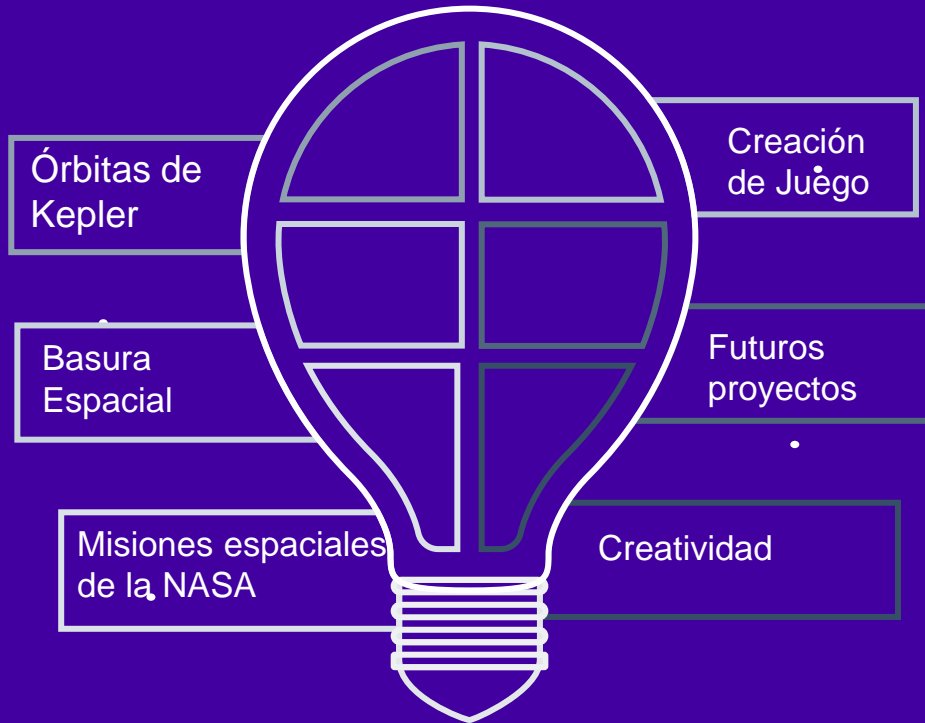 Órbitas de
Kepler
Basura
Espacial
Misiones espaciales
de la NASA
Creación
de Juego
Futuros
proyectos
Creatividad